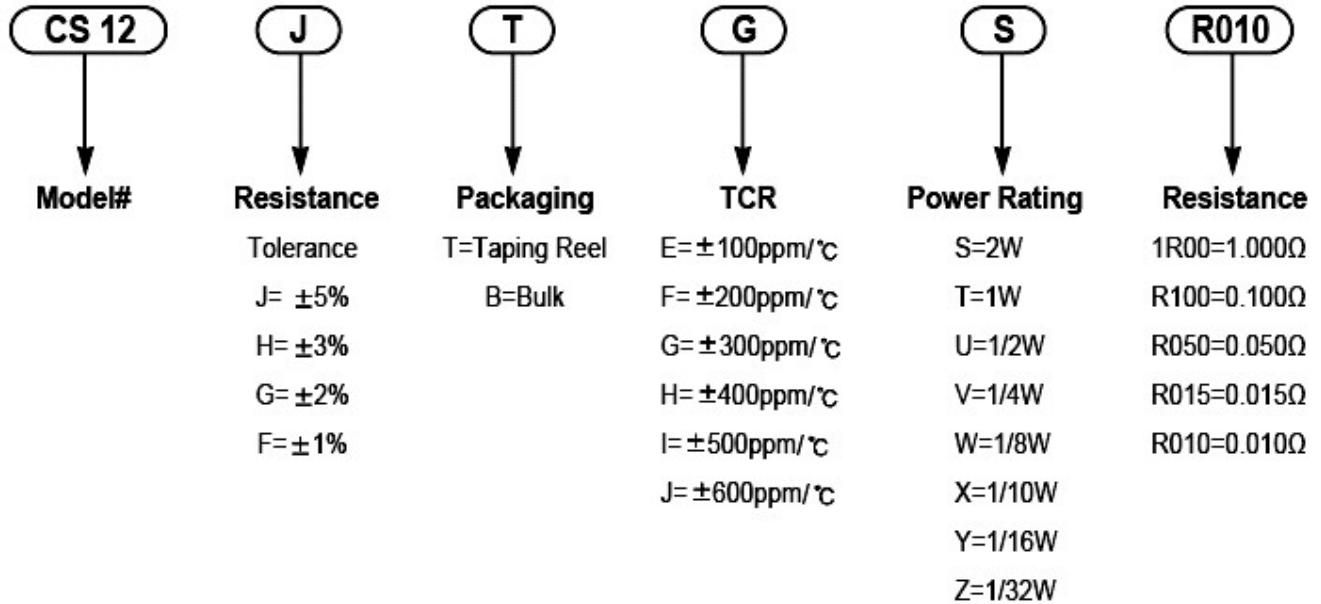 CS 12 J T G S R010
Model# Resistance Packaging TCR Power Rating Resistance
Tolerance T=Taping Reel E=±100ppm/℃ S=2W 1R00=1.000Ω
J= ±5% B=Bulk F=±200ppm/℃ T=1W R100=0.100Ω
H= ±3% G=±300ppm/℃ U=1/2W R050=0.050Ω
G= ±2% H=±400ppm/℃ V=1/4W R015=0.015Ω
F=±1% I=±500ppm/℃ W=1/8W R010=0.010Ω
J=±600ppm/℃ X=1/10W
Y=1/16W
Z=1/32W